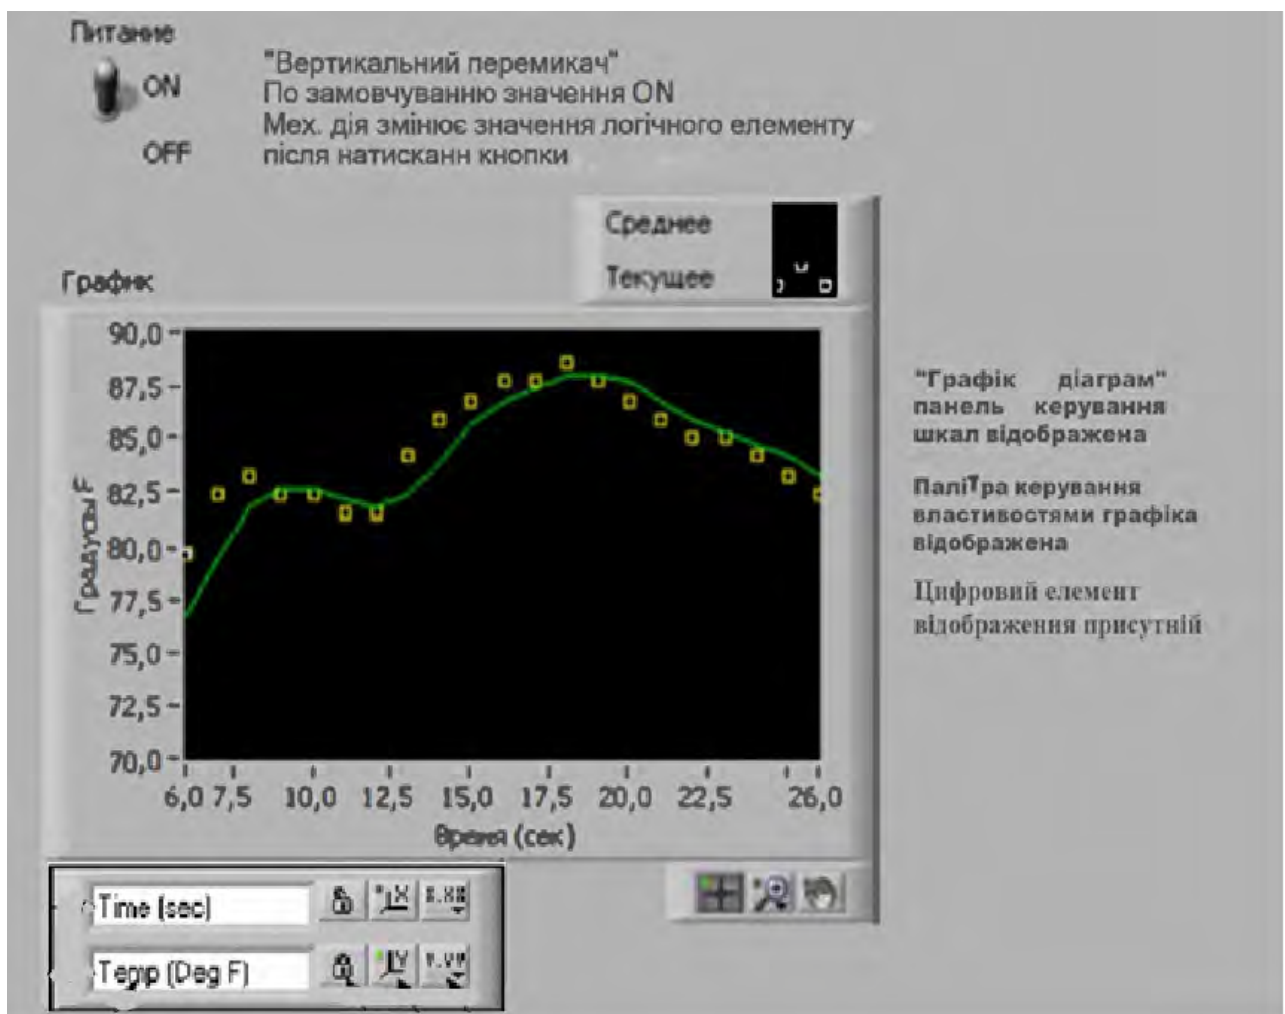 Питание
ON
OFF
"Вертикальний перемикач"
По замовчуванню значення ON
Мех. дія змінює значення логічного елементу
після натисканн кнопки
Среднее
Текущее
График
90,0
87,5
85,0
82,5
80,0
77,5
75,0
72,5
70,0
Градусы F
6,0 7,5 10,0 12,5 15,0 17,5 20,0 22,5 26,0
Время (сек)
"Графік діаграм"
панель керування
шкал відображена
Палітра керування
властивостями графіка
відображена
Цифровий елемент
відображення присутній
Time (sec)
Temp (Deg F)